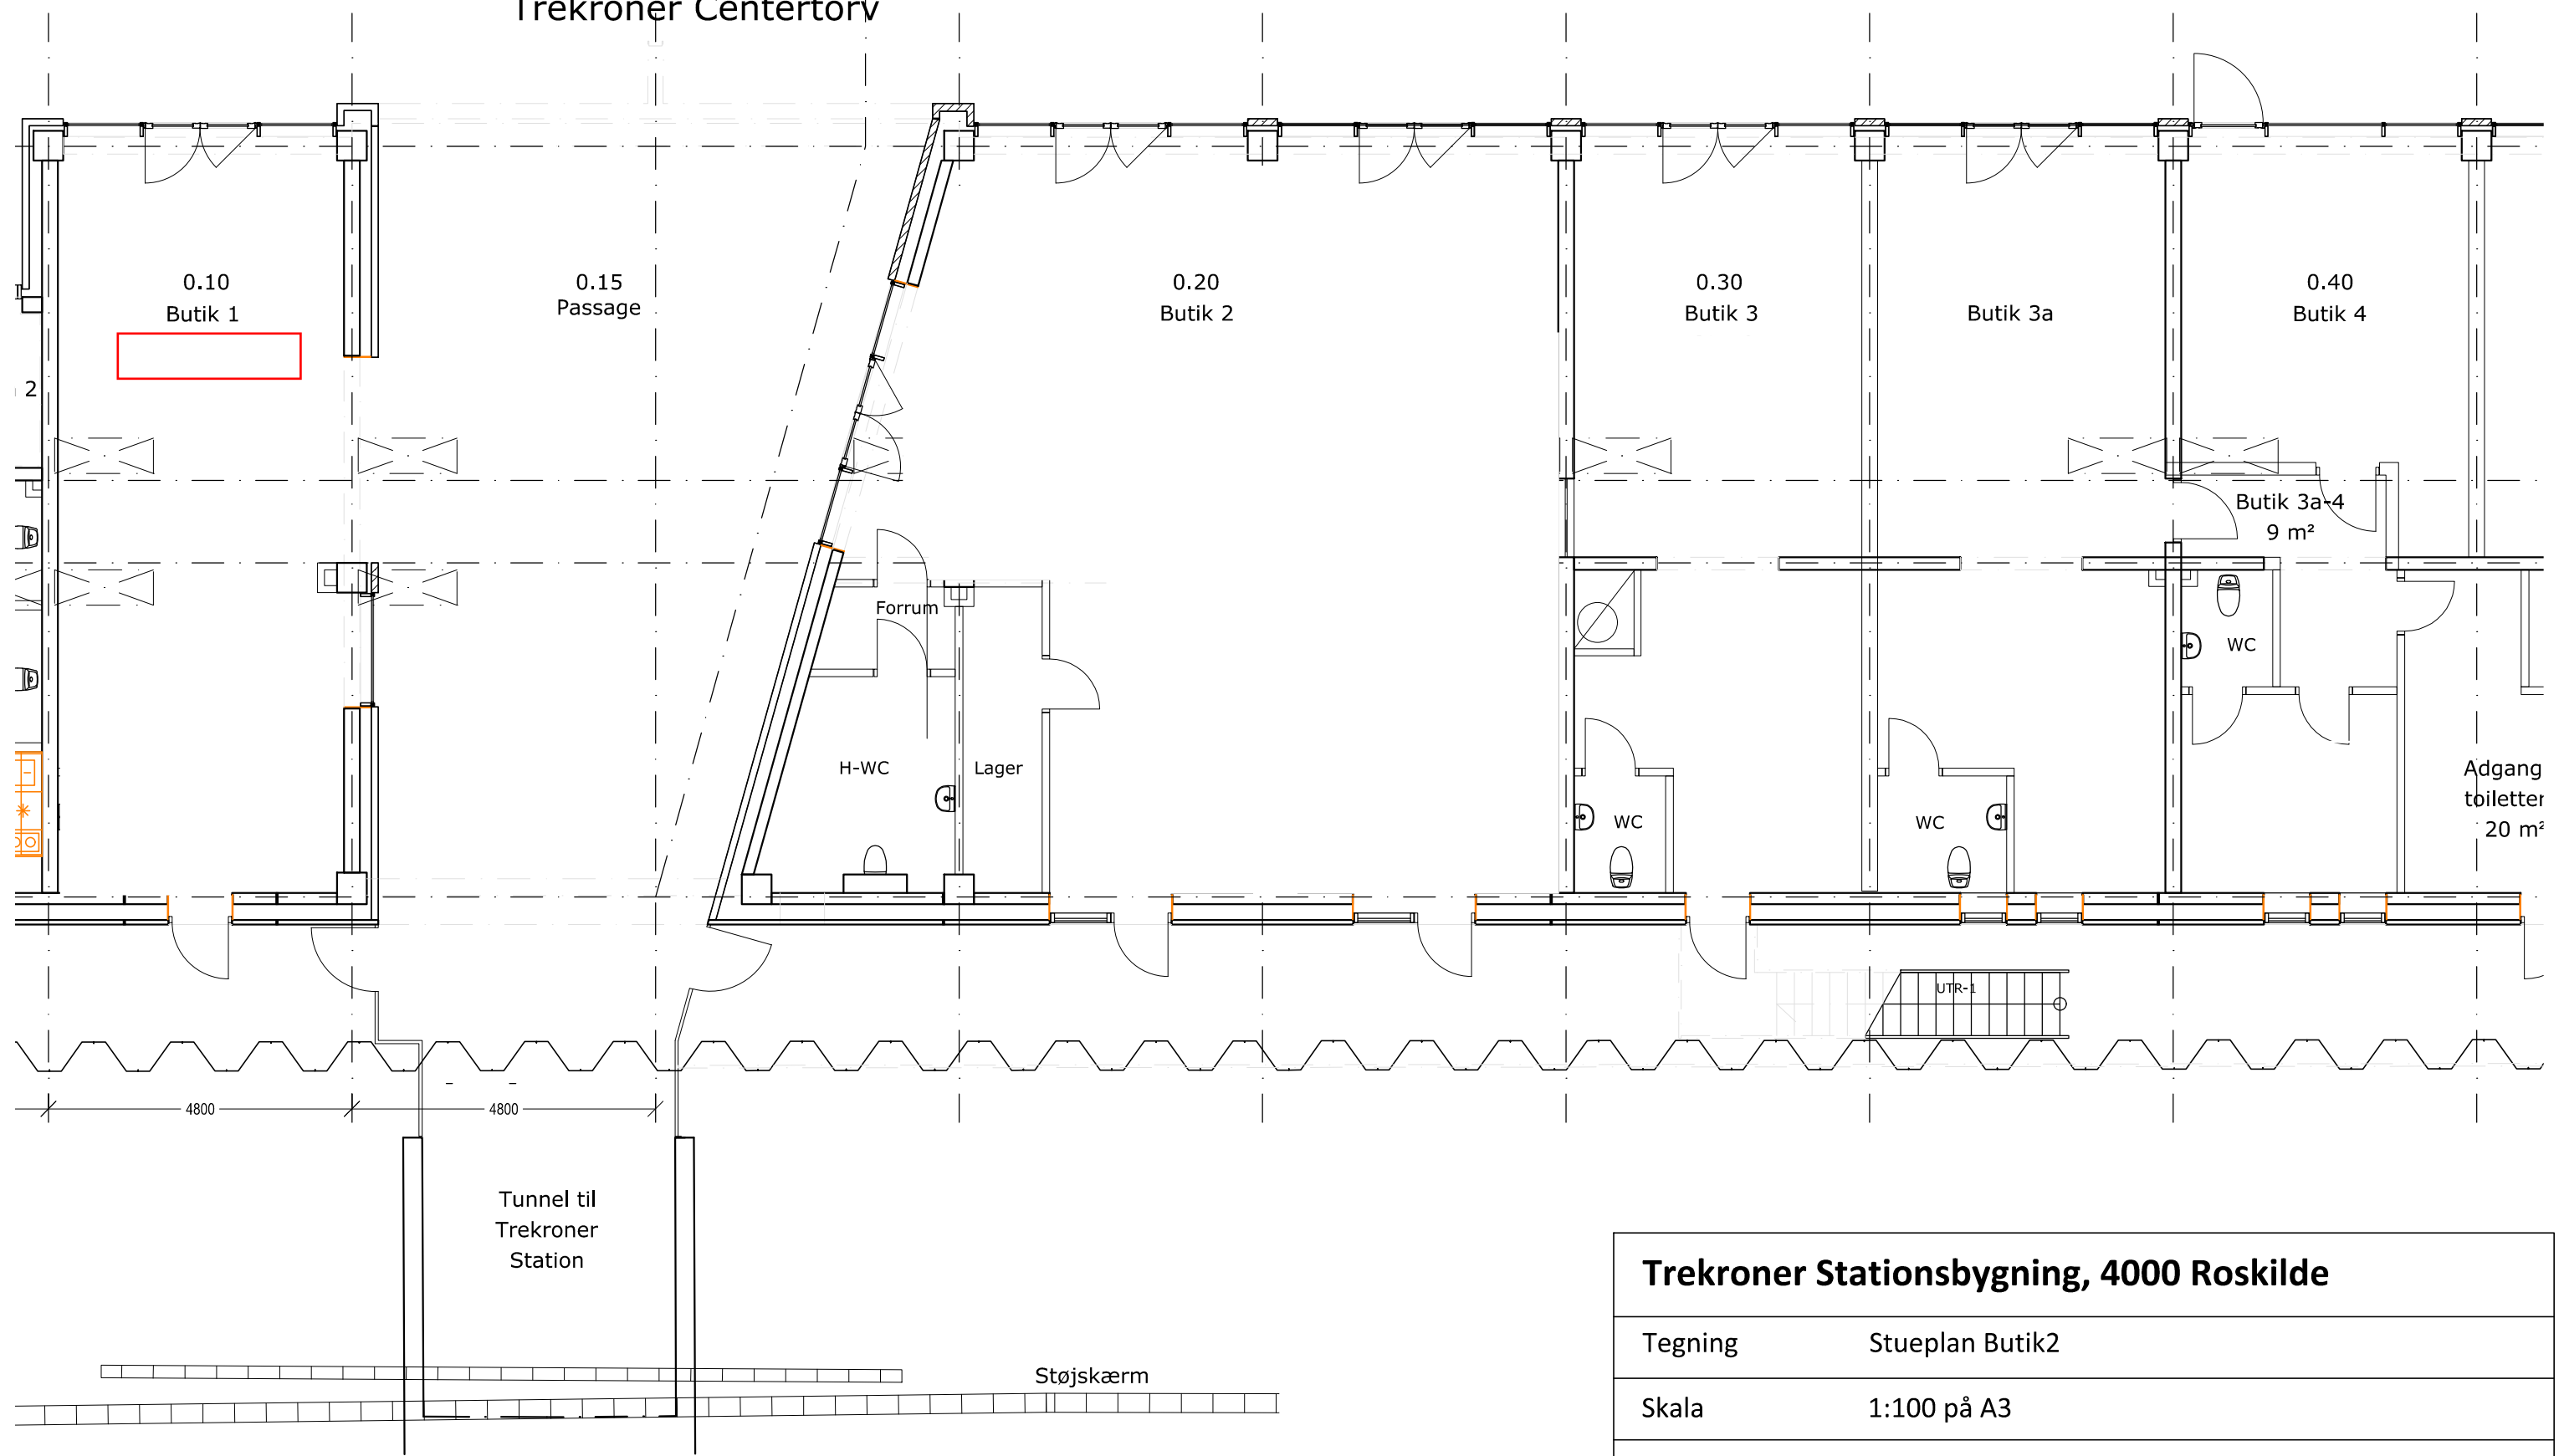 Trekroner Centertorv
0.10
Butik 1
0.15
Passage
0.20
Butik 2
0.30
Butik 3
Butik 3a
0.40
Butik 4
2
Butik 3a-4
9 m²
Forrum
WC
H-WC
Lager
WC
WC
Adgang
toiletter
20 m²
UTR-1
4800
4800
Tunnel til
Trekroner
Station
Støjskærm
Trekroner Stationsbygning, 4000 Roskilde
Tegning Stueplan Butik2
Skala 1:100 på A3